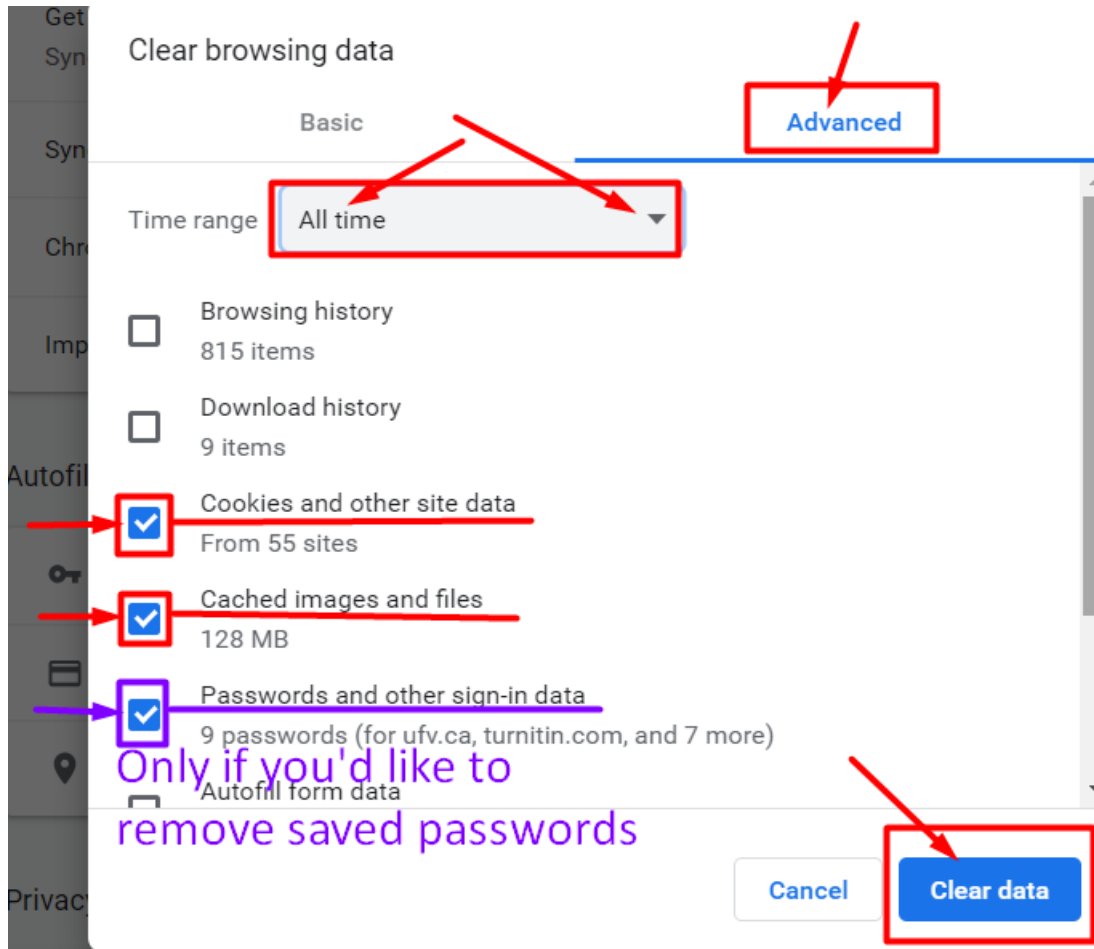 Get
Syn
Syn
Chr
Imp
Autofil
Privac
Clear browsing data
Basic
Advanced
Time range
All time
Browsing history
815 items
Download history
9 items
Cookies and other site data
From 55 sites
Cached images and files
128 MB
Passwords and other sign-in data
9 passwords (for ufv.ca, turnitin.com, and 7 more)
Only if you'd like to
Autofill form data
remove saved passwords
Cancel
Clear data